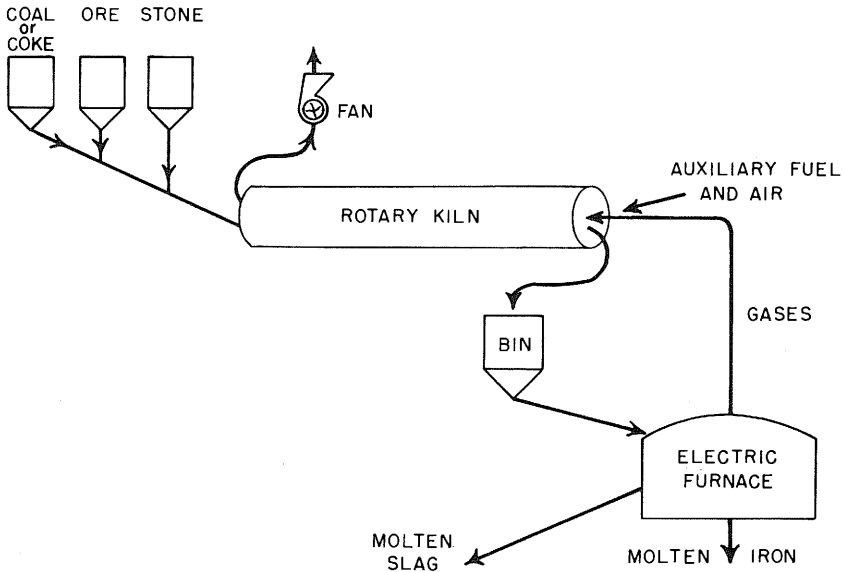 COAL
or
COKE
ORE
STONE
FAN
AUXILIARY FUEL
AND AIR
ROTARY KILN
GASES
BIN
ELECTRIC
FURNACE
MOLTEN
SLAG
MOLTEN IRON